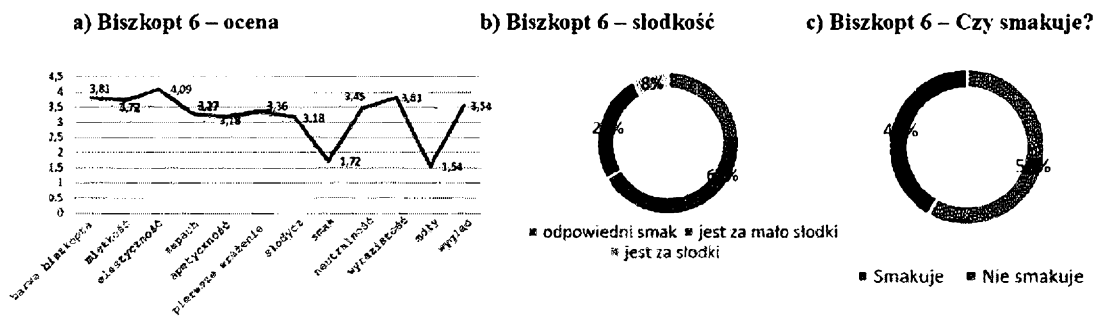 a) Biszkopt 6 – ocena
b) Biszkopt 6 – słodkość
c) Biszkopt 6 – Czy smakuje?
4,5
4
3,5
3
2,5
2
1,5
1
0,5
0
3,81
3,72
4,09
3,27
3,18
3,36
3,18
1,72
3,45
3,81
1,54
3,54
barwa biszkopta
miękkość
elastyczność
zapach
apetyczność
pierwsze wrażenie
słodycz
smak
neutralność
wyrazistość
mdły
wygląd
8%
odpowiedni smak jest za mało słodki
jest za słodki
Smakuje Nie smakuje